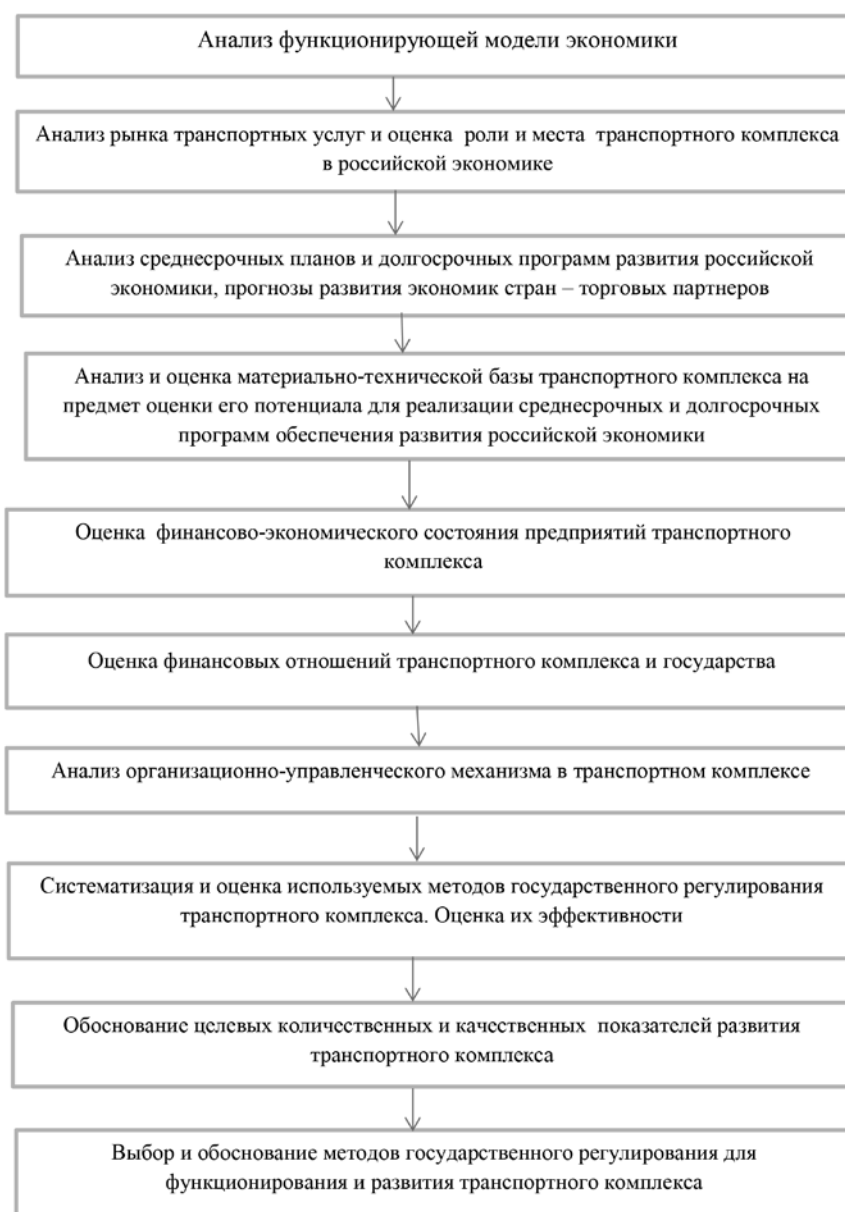 Анализ функционирующей модели экономики
Анализ рынка транспортных услуг и оценка роли и места транспортного комплекса
в российской экономике
Анализ среднесрочных планов и долгосрочных программ развития российской
экономики, прогнозы развития экономик стран – торговых партнеров
Анализ и оценка материально-технической базы транспортного комплекса на
предмет оценки его потенциала для реализации среднесрочных и долгосрочных
программ обеспечения развития российской экономики
Оценка финансово-экономического состояния предприятий транспортного
комплекса
Оценка финансовых отношений транспортного комплекса и государства
Анализ организационно-управленческого механизма в транспортном комплексе
Систематизация и оценка используемых методов государственного регулирования
транспортного комплекса. Оценка их эффективности
Обоснование целевых количественных и качественных показателей развития
транспортного комплекса
Выбор и обоснование методов государственного регулирования для
функционирования и развития транспортного комплекса